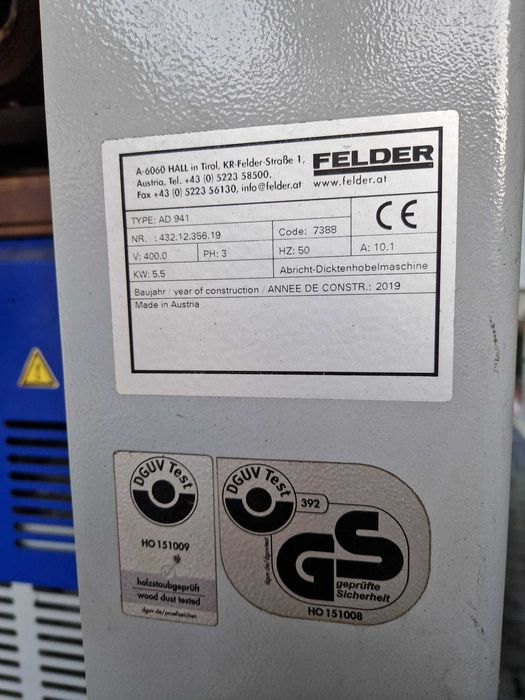 A-6060 HALL in Tirol, KR-Felder-Straße 1,
Austria, Tel. +43 (0) 5223 58500,
Fax +43 (0) 5223 56130, info@felder.at
FELDER
www.felder.at
TYPE: AD 941
NR. : 432.12.356.19
Code: 7388
CE
V: 400.0
PH: 3
HZ: 50
A: 10.1
KW: 5.5
Abricht-Dicktenhobelmaschine
Baujahr / year of construction / ANNEE DE CONSTR.: 2019
Made in Austria
DGUV Test
HO 151009
holzstaubgeprüft
wood dust tested
dguv.de/pruefzeichen
DGUV Test
392
GS
geprüfte
Sicherheit
HO 151008